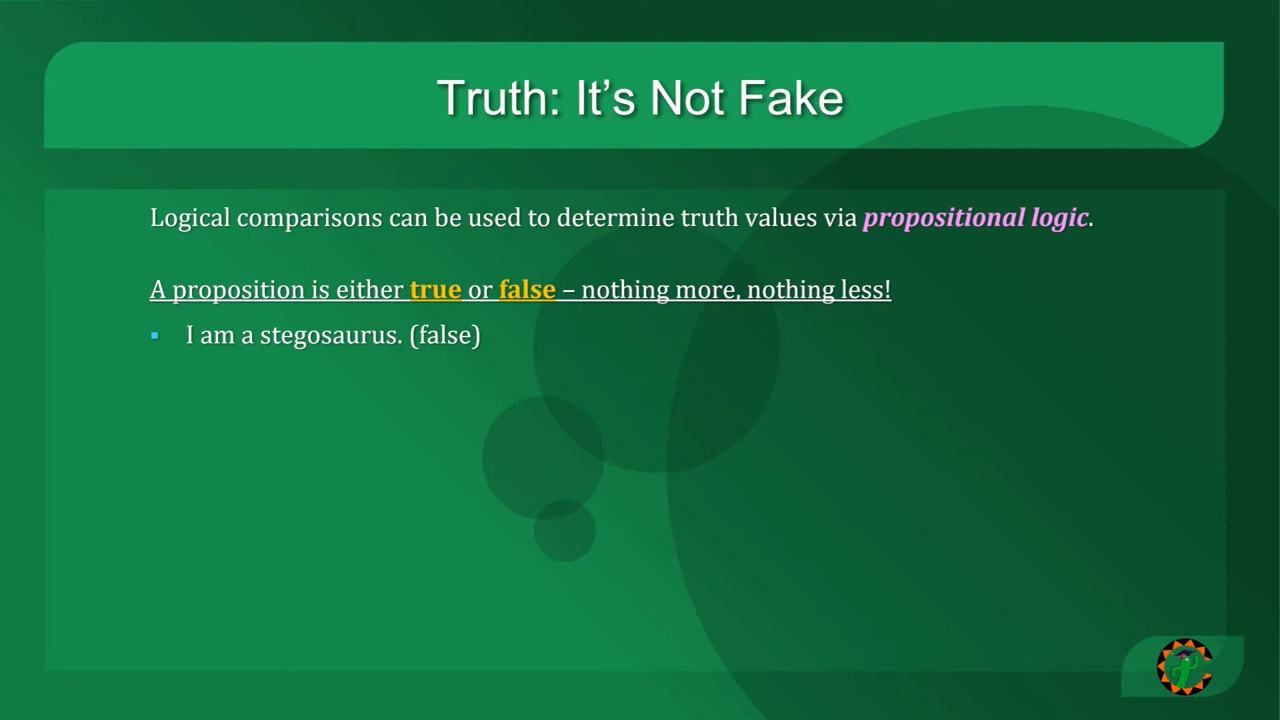 Truth: It’s Not Fake
Logical comparisons can be used to determine truth values via propositional logic.
A proposition is either true or false – nothing more, nothing less!
▪ I am a stegosaurus. (false)